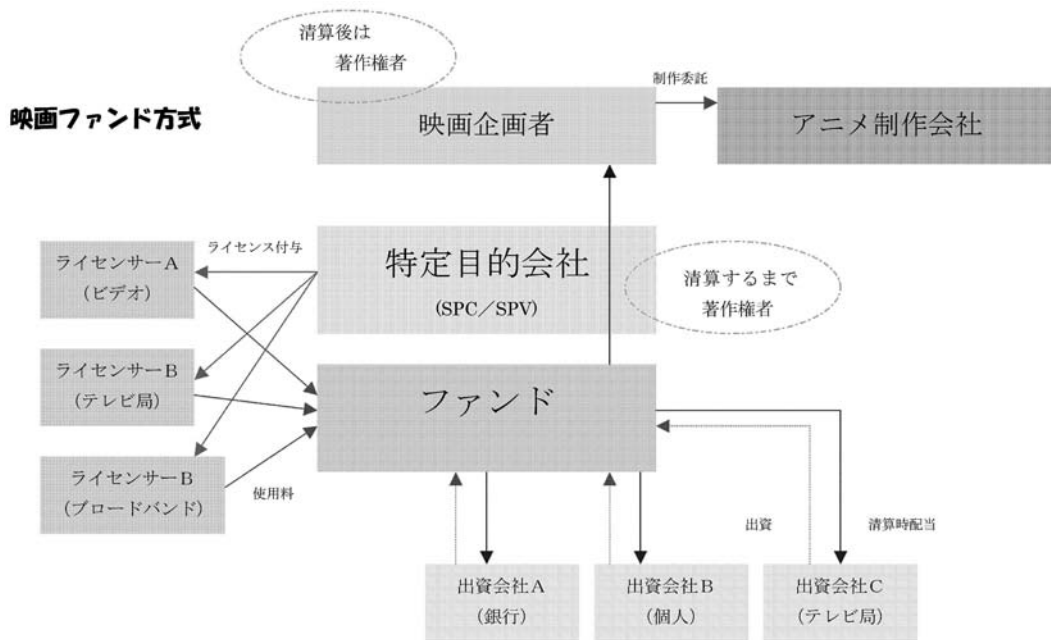 清算後は
著作権者
映画ファンド方式
映画企画者
制作委託
アニメ制作会社
ライセンス付与
特定目的会社
(SPC／SPV)
清算するまで
著作権者
ライセンサーA
(ビデオ)
ライセンサーB
(テレビ局)
ライセンサーB
(ブロードバンド)
使用料
ファンド
出資
清算時配当
出資会社A
(銀行)
出資会社B
(個人)
出資会社C
(テレビ局)